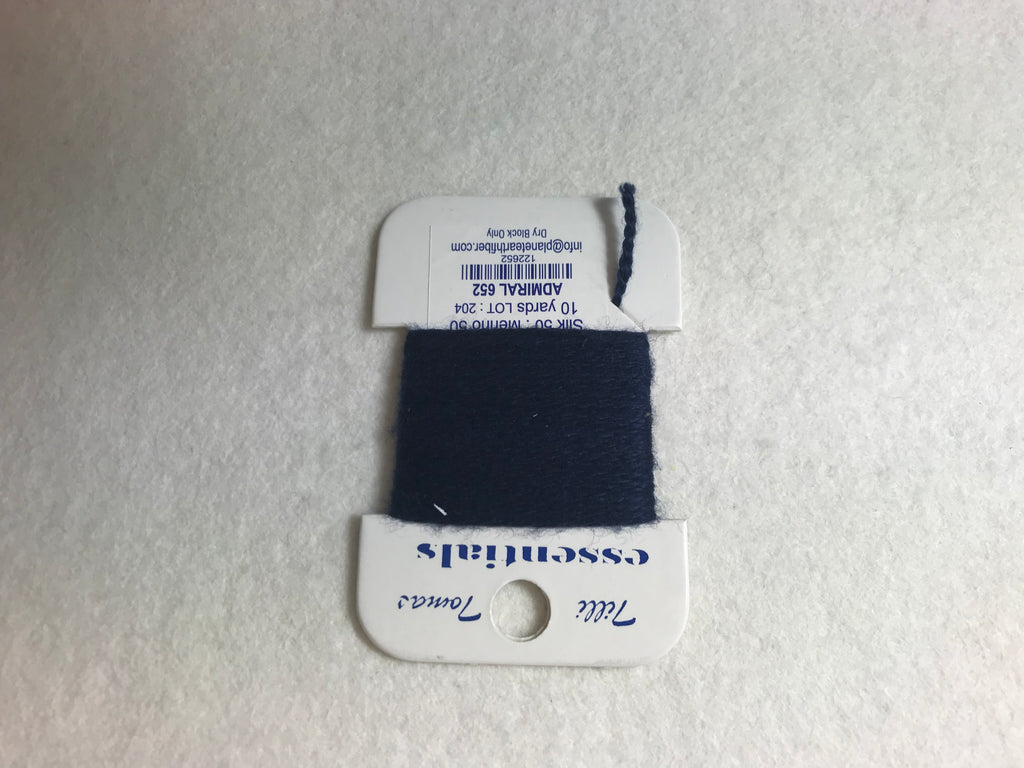 Tilli Tomas
essentials
Silk 50 : Merino 50
10 yards LOT : 204
ADMIRAL 652
122652
info@planetearthfiber.com
Dry Block Only